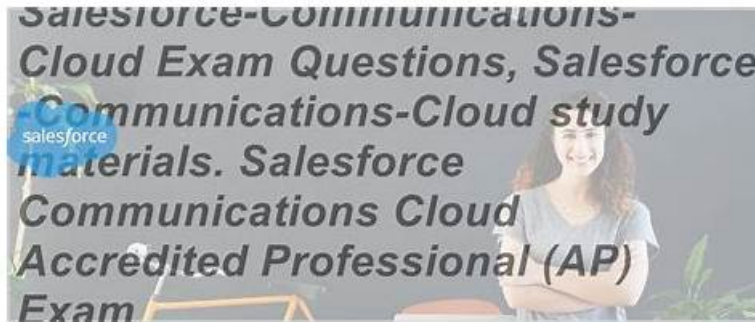 Salesforce-Communications-
Cloud Exam Questions, Salesforce
-Communications-Cloud study
salesforce
materials. Salesforce
Communications Cloud
Accredited Professional (AP)
Exam